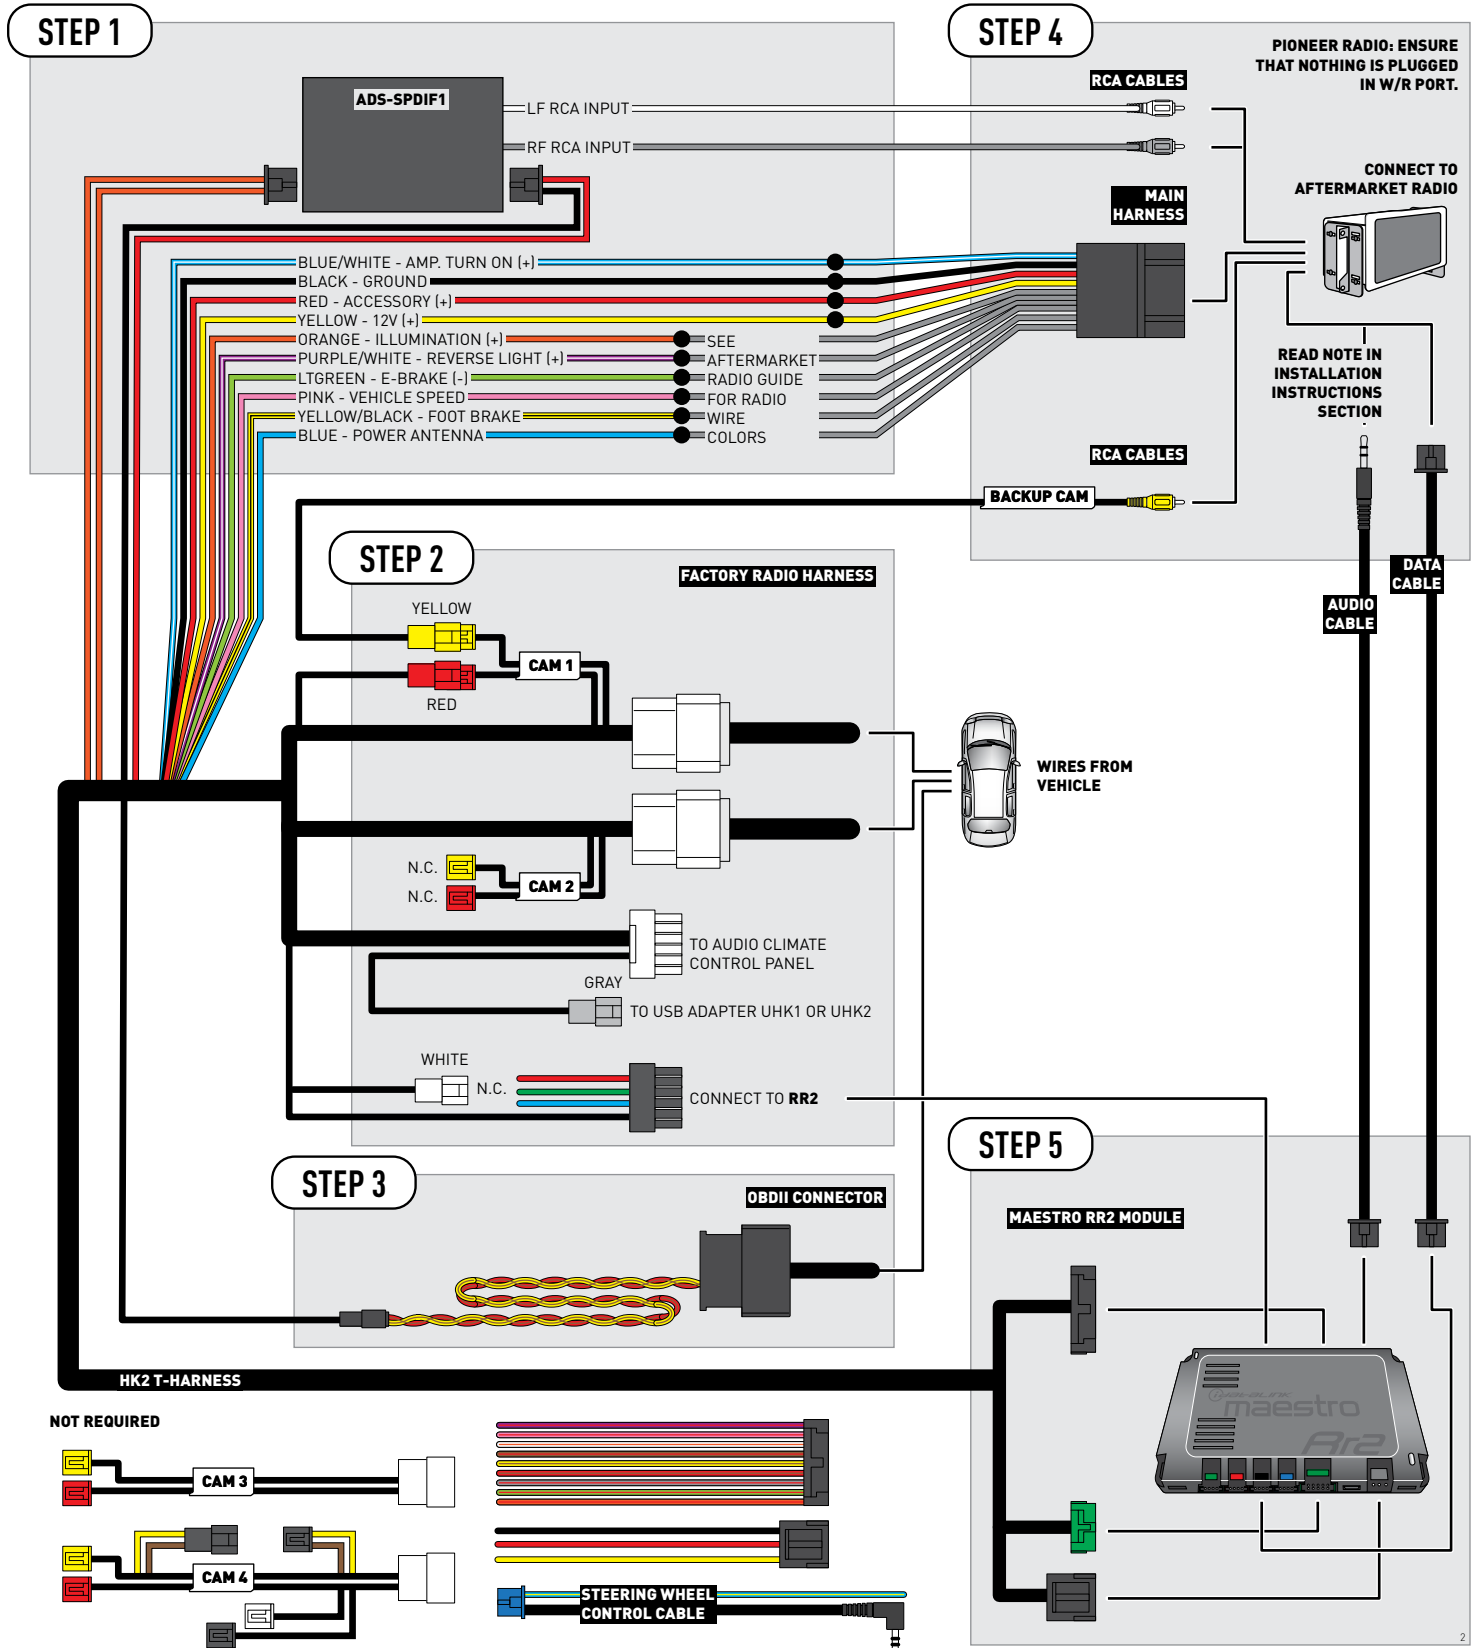 STEP 1
ADS-SPDIF1
LF RCA INPUT
RF RCA INPUT
BLUE/WHITE - AMP. TURN ON (+)
BLACK - GROUND
RED - ACCESSORY (+)
YELLOW - 12V (+)
ORANGE - ILLUMINATION (+)
PURPLE/WHITE - REVERSE LIGHT (+)
LTGREEN - E-BRAKE (-)
PINK - VEHICLE SPEED
YELLOW/BLACK - FOOT BRAKE
BLUE - POWER ANTENNA
SEE
AFTERMARKET
RADIO GUIDE
FOR RADIO
WIRE
COLORS
STEP 4
PIONEER RADIO: ENSURE
THAT NOTHING IS PLUGGED
IN W/R PORT.
RCA CABLES
MAIN
HARNESS
CONNECT TO
AFTERMARKET RADIO
READ NOTE IN
INSTALLATION
INSTRUCTIONS
SECTION
RCA CABLES
BACKUP CAM
DATA
CABLE
AUDIO
CABLE
STEP 2
FACTORY RADIO HARNESS
YELLOW
CAM 1
RED
WIRES FROM
VEHICLE
N.C.
N.C.
CAM 2
TO AUDIO CLIMATE
CONTROL PANEL
GRAY
TO USB ADAPTER UHK1 OR UHK2
WHITE
N.C.
CONNECT TO RR2
STEP 3
OBDII CONNECTOR
STEP 5
MAESTRO RR2 MODULE
iDATALINK
maestro
Rr2
HK2 T-HARNESS
NOT REQUIRED
CAM 3
CAM 4
STEERING WHEEL
CONTROL CABLE
2